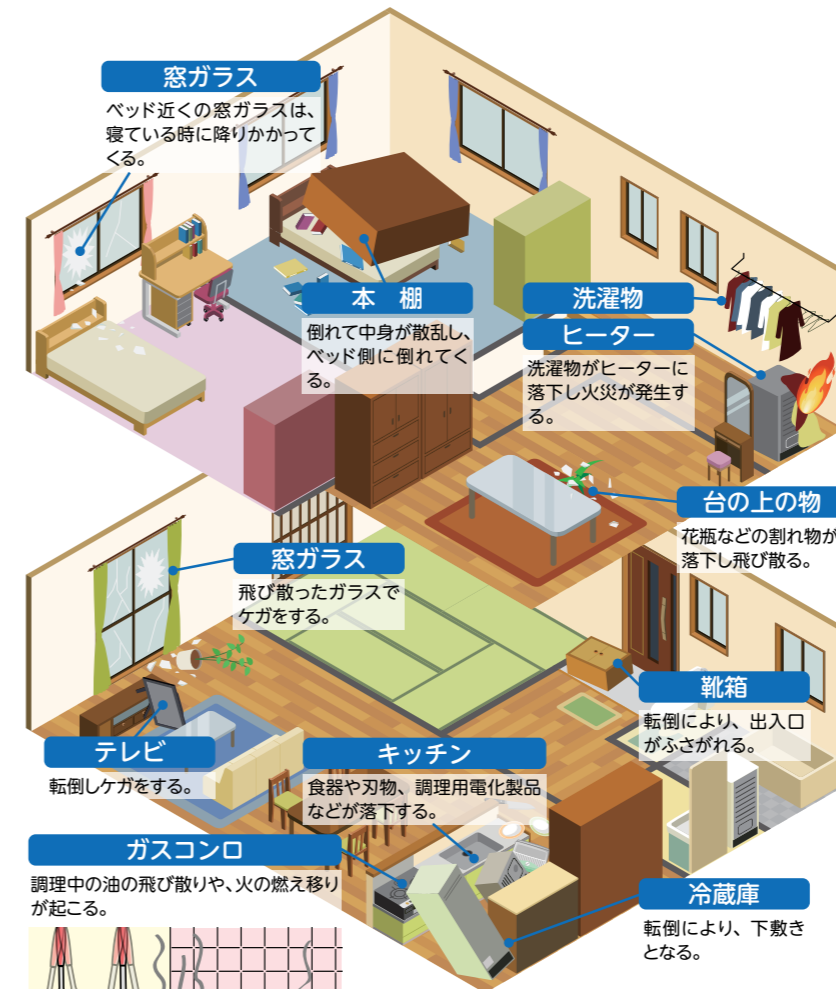 窓ガラス
ベッド近くの窓ガラスは、
寝ている時に降りかかって
くる。
本 棚
倒れて中身が散乱し、
ベッド側に倒れてく
る。
洗濯物
ヒーター
洗濯物がヒーターに
落下し火災が発生す
る。
台の上の物
花瓶などの割れ物が
落下し飛び散る。
窓ガラス
飛び散ったガラスで
ケガをする。
靴箱
転倒により、出入口
がふさがれる。
テレビ
転倒しケガをする。
キッチン
食器や刃物、調理用電化製品
などが落下する。
ガスコンロ
調理中の油の飛び散りや、火の燃え移り
が起こる。
冷蔵庫
転倒により、下敷き
となる。